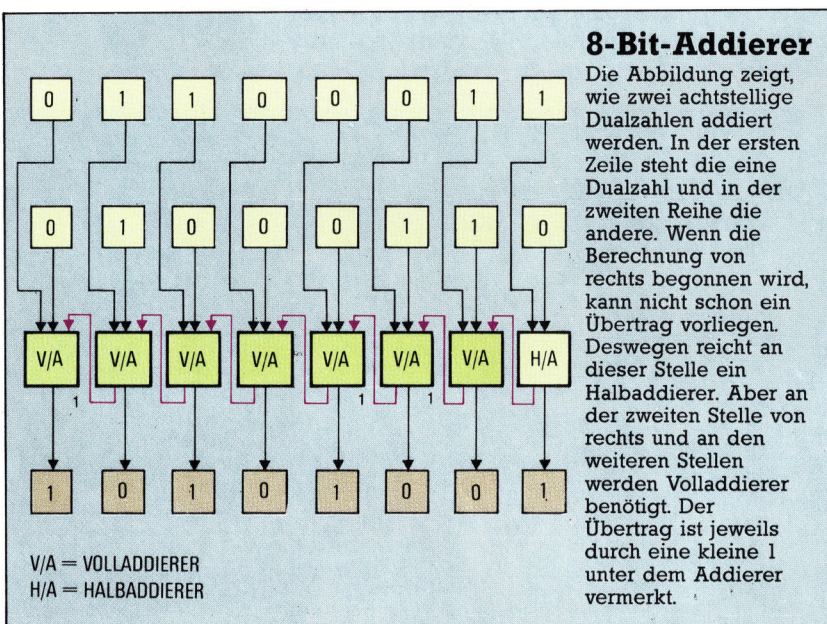 8-Bit-Addierer
Die Abbildung zeigt,
wie zwei achtstellige
Dualzahlen addiert
werden. In der ersten
Zeile steht die eine
Dualzahl und in der
zweiten Reihe die
andere. Wenn die
Berechnung von
rechts begonnen wird,
kann nicht schon ein
Übertrag vorliegen.
Deswegen reicht an
dieser Stelle ein
Halbaddierer. Aber an
der zweiten Stelle von
rechts und an den
weiteren Stellen
werden Volladdierer
benötigt. Der
Übertrag ist jeweils
durch eine kleine 1
unter dem Addierer
vermerkt.
0 1 1 0 0 0 1 1
0 1 0 0 0 1 1 0
V/A V/A V/A V/A V/A V/A V/A H/A
1 1 1
1 0 1 0 1 0 0 1
V/A = VOLLADDIERER
H/A = HALBADDIERER